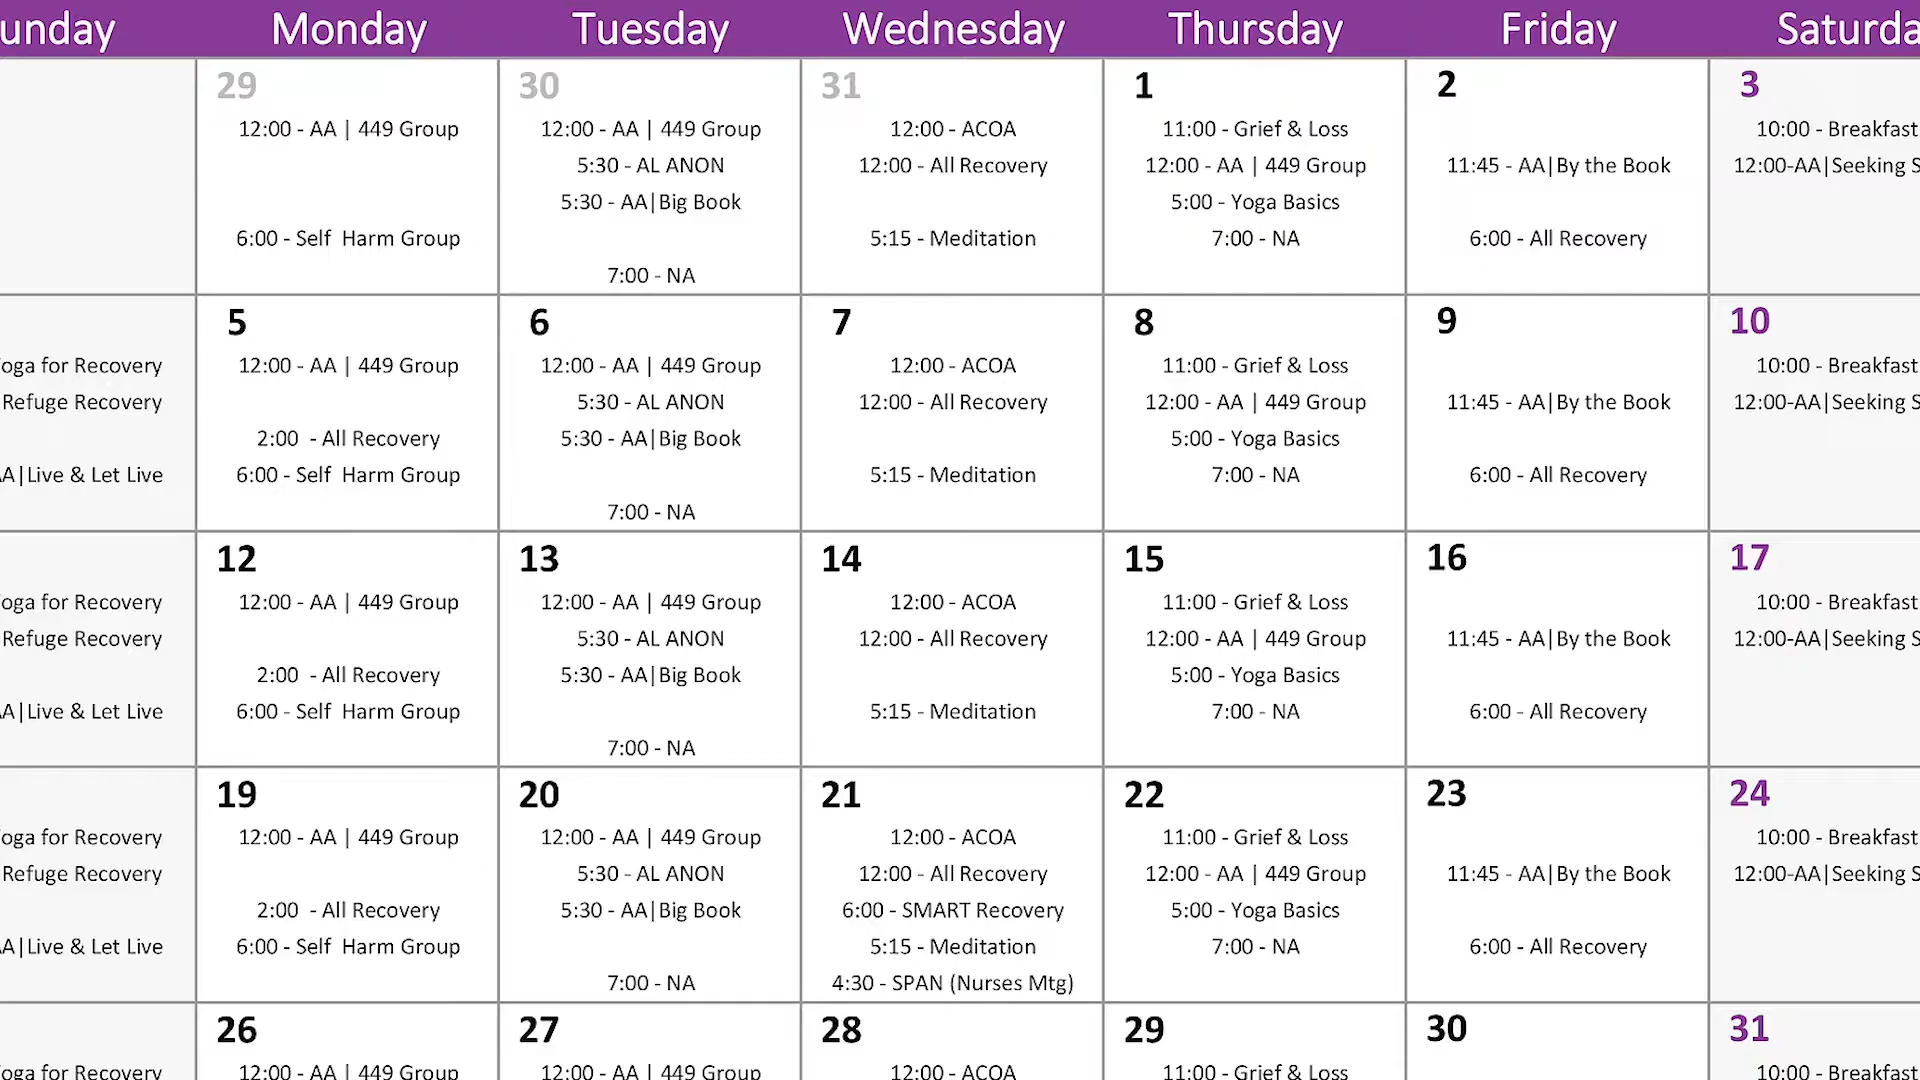 unday Monday Tuesday Wednesday Thursday Friday Saturda
29
12:00 - AA | 449 Group
6:00 - Self Harm Group
30
12:00 - AA | 449 Group
5:30 - AL ANON
5:30 - AA|Big Book
7:00 - NA
31
12:00 - ACOA
12:00 - All Recovery
5:15 - Meditation
1
11:00 - Grief & Loss
12:00 - AA | 449 Group
5:00 - Yoga Basics
7:00 - NA
2
11:45 - AA|By the Book
6:00 - All Recovery
3
10:00 - Breakfast
12:00-AA|Seeking S
oga for Recovery
Refuge Recovery
A|Live & Let Live
5
12:00 - AA | 449 Group
2:00 - All Recovery
6:00 - Self Harm Group
6
12:00 - AA | 449 Group
5:30 - AL ANON
5:30 - AA|Big Book
7:00 - NA
7
12:00 - ACOA
12:00 - All Recovery
5:15 - Meditation
8
11:00 - Grief & Loss
12:00 - AA | 449 Group
5:00 - Yoga Basics
7:00 - NA
9
11:45 - AA|By the Book
6:00 - All Recovery
10
10:00 - Breakfast
12:00-AA|Seeking S
oga for Recovery
Refuge Recovery
A|Live & Let Live
12
12:00 - AA | 449 Group
2:00 - All Recovery
6:00 - Self Harm Group
13
12:00 - AA | 449 Group
5:30 - AL ANON
5:30 - AA|Big Book
7:00 - NA
14
12:00 - ACOA
12:00 - All Recovery
5:15 - Meditation
15
11:00 - Grief & Loss
12:00 - AA | 449 Group
5:00 - Yoga Basics
7:00 - NA
16
11:45 - AA|By the Book
6:00 - All Recovery
17
10:00 - Breakfast
12:00-AA|Seeking S
oga for Recovery
Refuge Recovery
A|Live & Let Live
19
12:00 - AA | 449 Group
2:00 - All Recovery
6:00 - Self Harm Group
20
12:00 - AA | 449 Group
5:30 - AL ANON
5:30 - AA|Big Book
7:00 - NA
21
12:00 - ACOA
12:00 - All Recovery
6:00 - SMART Recovery
5:15 - Meditation
4:30 - SPAN (Nurses Mtg)
22
11:00 - Grief & Loss
12:00 - AA | 449 Group
5:00 - Yoga Basics
7:00 - NA
23
11:45 - AA|By the Book
6:00 - All Recovery
24
10:00 - Breakfast
12:00-AA|Seeking S
oga for Recovery
26
12:00 - AA | 449 Group
27
12:00 - AA | 449 Group
28
12:00 - ACOA
29
11:00 - Grief & Loss
30
31
10:00 - Breakfast